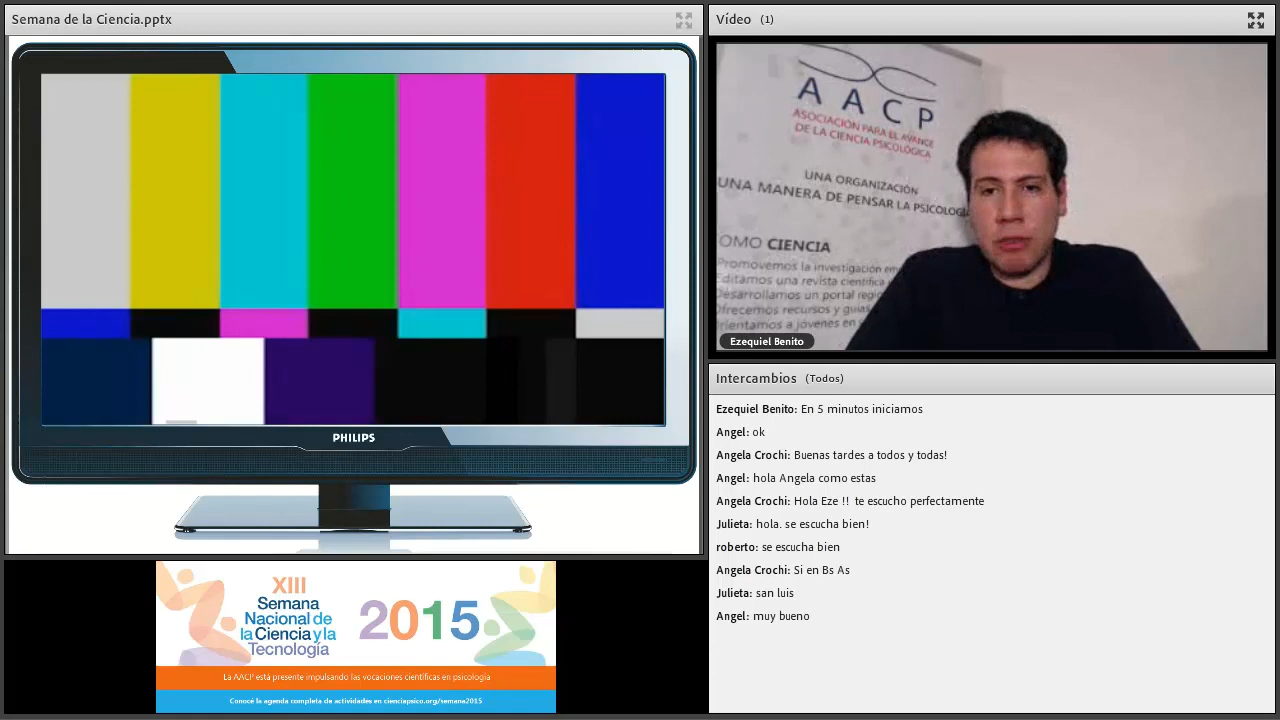 Semana de la Ciencia.pptx
PHILIPS
XIII
Semana
Nacional de
la Ciencia y la
Tecnología
2015
La AACP está presente impulsando las vocaciones científicas en psicología
Conocé la agenda completa de actividades en cienciapsico.org/semana2015
Vídeo (1)
AACP
ASOCIACIÓN PARA EL AVANCE
DE LA CIENCIA PSICOLÓGICA
UNA ORGANIZACIÓN
UNA MANERA DE PENSAR LA PSICOLOGÍA
OMO CIENCIA
Promovemos la investigación em
Editamos una revista científica
Desarrollamos un portal regio
Ofrecemos recursos y guías
Orientamos a jóvenes en su
Ezequiel Benito
Intercambios (Todos)
Ezequiel Benito: En 5 minutos iniciamos
Angel: ok
Angela Crochi: Buenas tardes a todos y todas!
Angel: hola Angela como estas
Angela Crochi: Hola Eze !! te escucho perfectamente
Julieta: hola. se escucha bien!
roberto: se escucha bien
Angela Crochi: Si en Bs As
Julieta: san luis
Angel: muy bueno